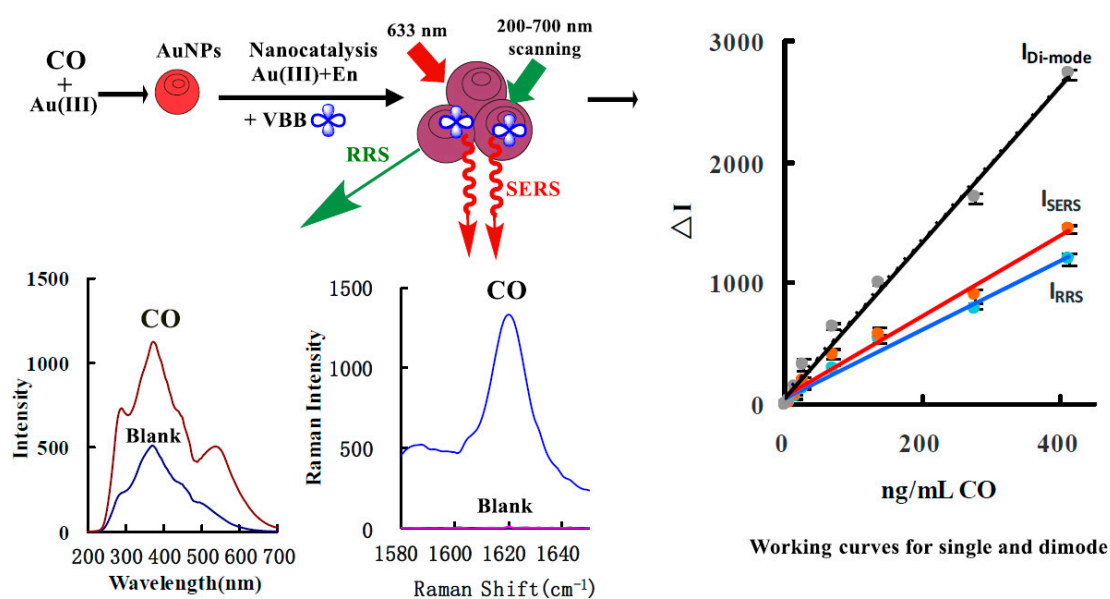 CO
+
Au(III)
AuNPs
Nanocatalysis
Au(III)+En
+ VBB
633 nm
200-700 nm
scanning
RRS
SERS
1500
1000
500
0
Intensity
CO
Blank
200 300 400 500 600 700
Wavelength(nm)
1500
1000
500
0
Raman Intensity
CO
Blank
1580 1600 1620 1640
Raman Shift(cm⁻¹)
3000
2000
1000
0
△I
I Di-mode
I SERS
I RRS
0 200 400
ng/mL CO
Working curves for single and dimode